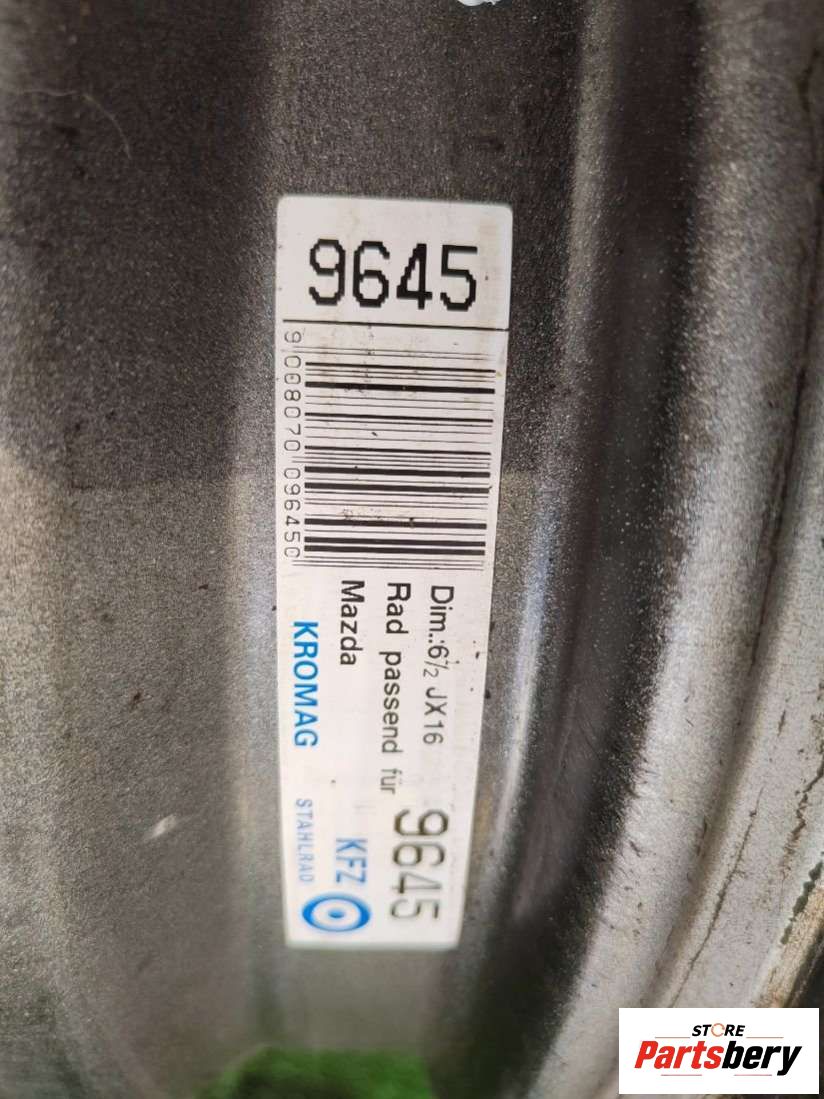 9645
9 008070 096450
Dim.:6½ JX16
Rad passend für
Mazda
9645
KROMAG
STAHLRAD
KFZ
STORE
Partsbery